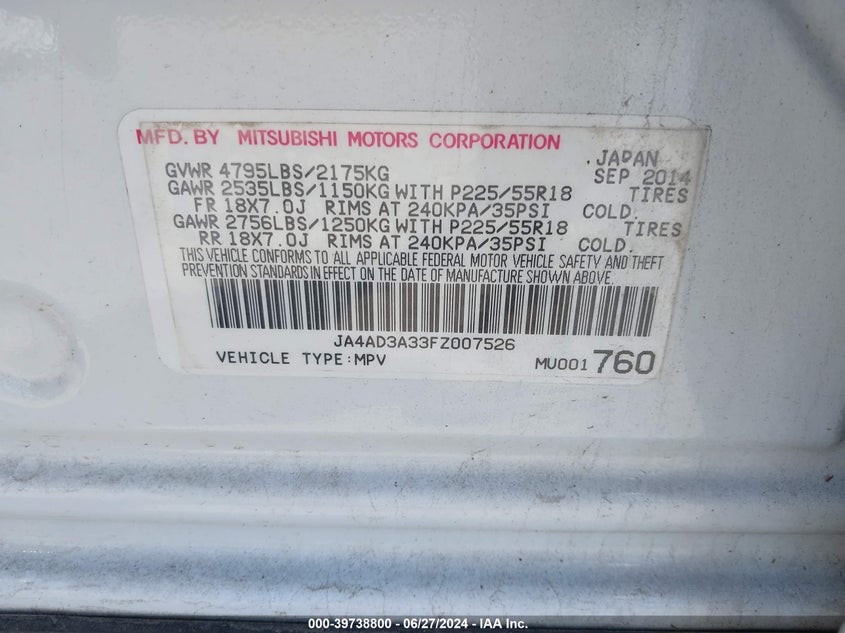 MFD. BY MITSUBISHI MOTORS CORPORATION
JAPAN
GVWR 4795LBS/2175KG SEP 2014
GAWR 2535LBS/1150KG WITH P225/55R18 TIRES
FR 18X7.0J RIMS AT 240KPA/35PSI COLD.
GAWR 2756LBS/1250KG WITH P225/55R18 TIRES
RR 18X7.0J RIMS AT 240KPA/35PSI COLD.
THIS VEHICLE CONFORMS TO ALL APPLICABLE FEDERAL MOTOR VEHICLE SAFETY AND THEFT
PREVENTION STANDARDS IN EFFECT ON THE DATE OF MANUFACTURE SHOWN ABOVE.
JA4AD3A33FZ007526
VEHICLE TYPE:MPV MU001 760
000-39738800 - 06/27/2024 - IAA Inc.